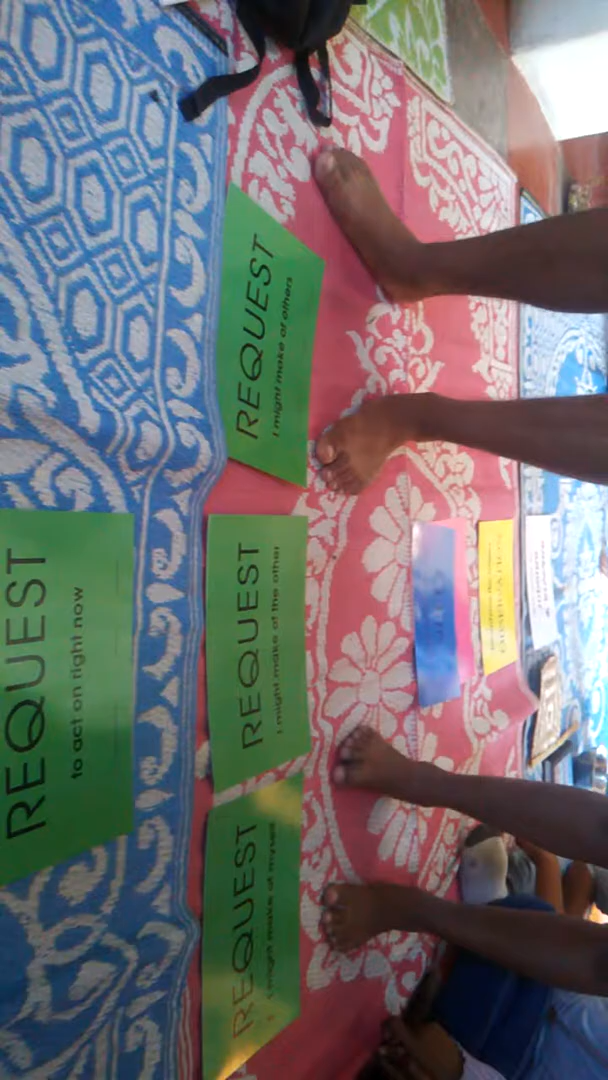 REQUEST
to act on right now
REQUEST
I might make of myself
REQUEST
I might make of the other
REQUEST
I might make of others
OBSERVATION